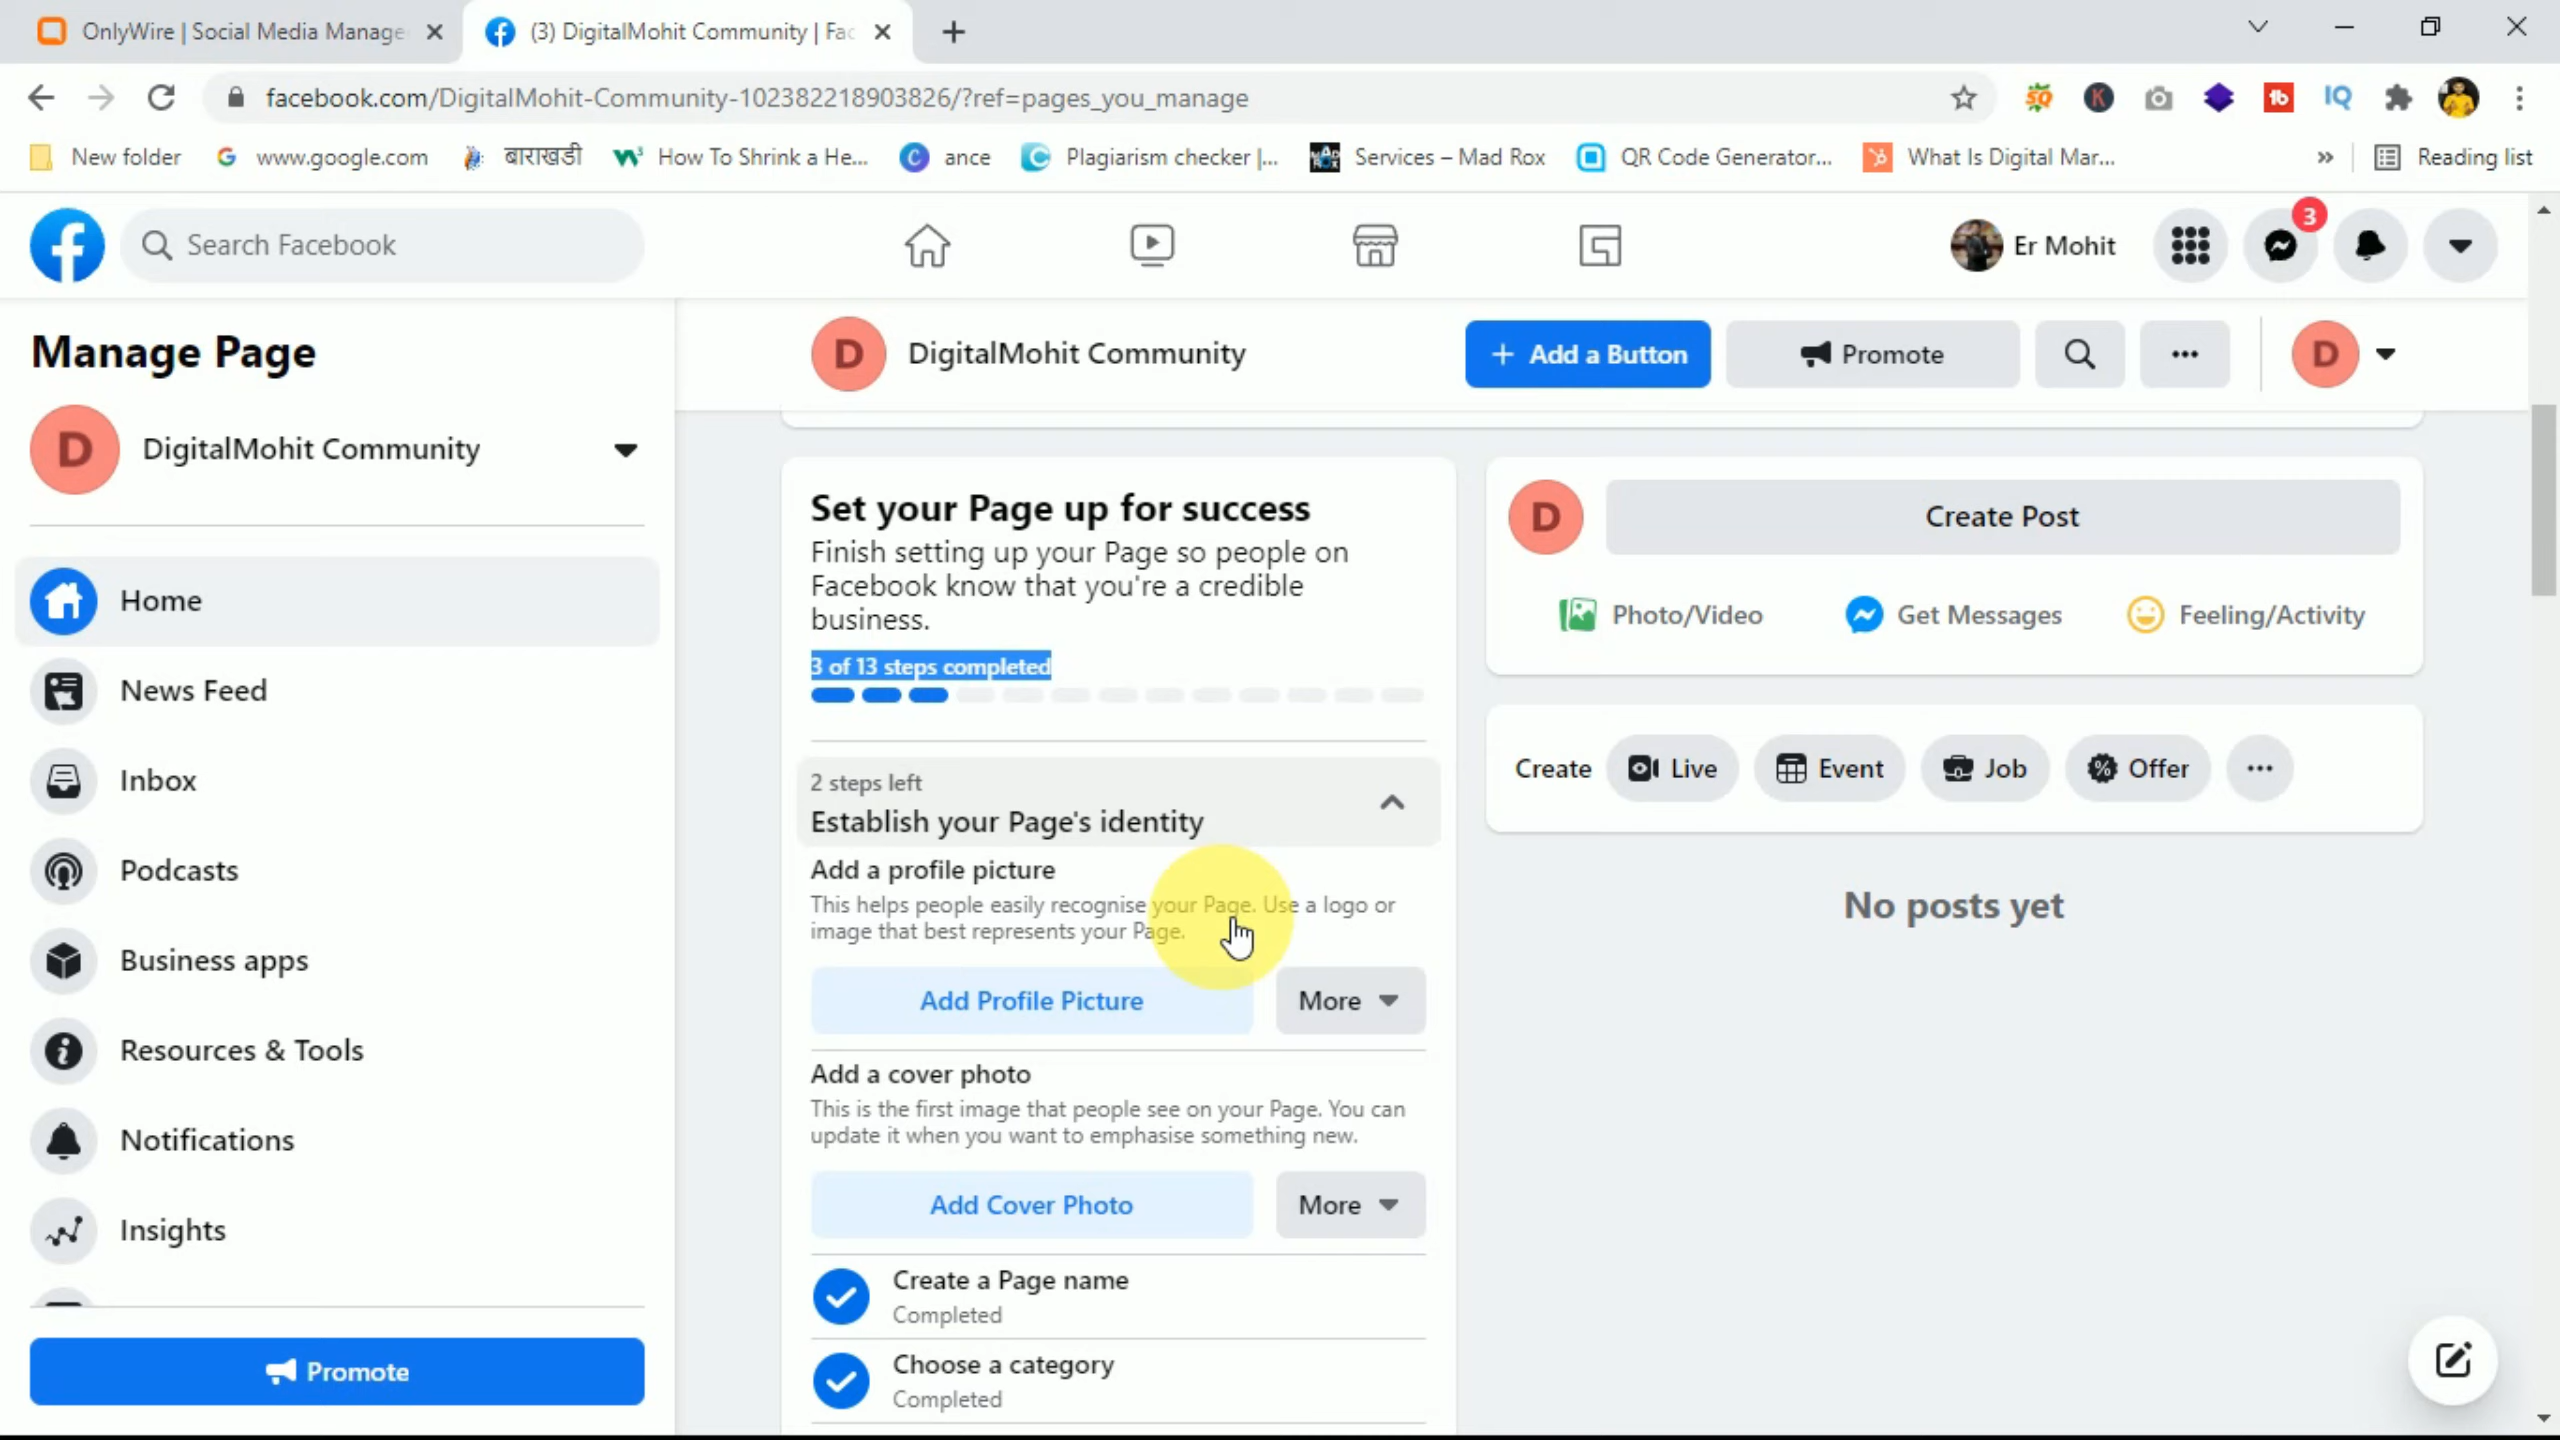 OnlyWire | Social Media Manage
(3) DigitalMohit Community | Fac
facebook.com/DigitalMohit-Community-102382218903826/?ref=pages_you_manage
New folder
www.google.com
बाराखडी
How To Shrink a He...
ance
Plagiarism checker |...
Services – Mad Rox
QR Code Generator...
What Is Digital Mar...
»
Reading list
Search Facebook
Er Mohit
3
Manage Page
D DigitalMohit Community
Home
News Feed
Inbox
Podcasts
Business apps
Resources & Tools
Notifications
Insights
Promote
D DigitalMohit Community
+ Add a Button
Promote
D
Set your Page up for success
Finish setting up your Page so people on
Facebook know that you're a credible
business.
3 of 13 steps completed
2 steps left
Establish your Page's identity
Add a profile picture
This helps people easily recognise your Page. Use a logo or
image that best represents your Page.
Add Profile Picture
More
Add a cover photo
This is the first image that people see on your Page. You can
update it when you want to emphasise something new.
Add Cover Photo
More
Create a Page name
Completed
Choose a category
Completed
D
Create Post
Photo/Video
Get Messages
Feeling/Activity
Create
Live
Event
Job
Offer
No posts yet